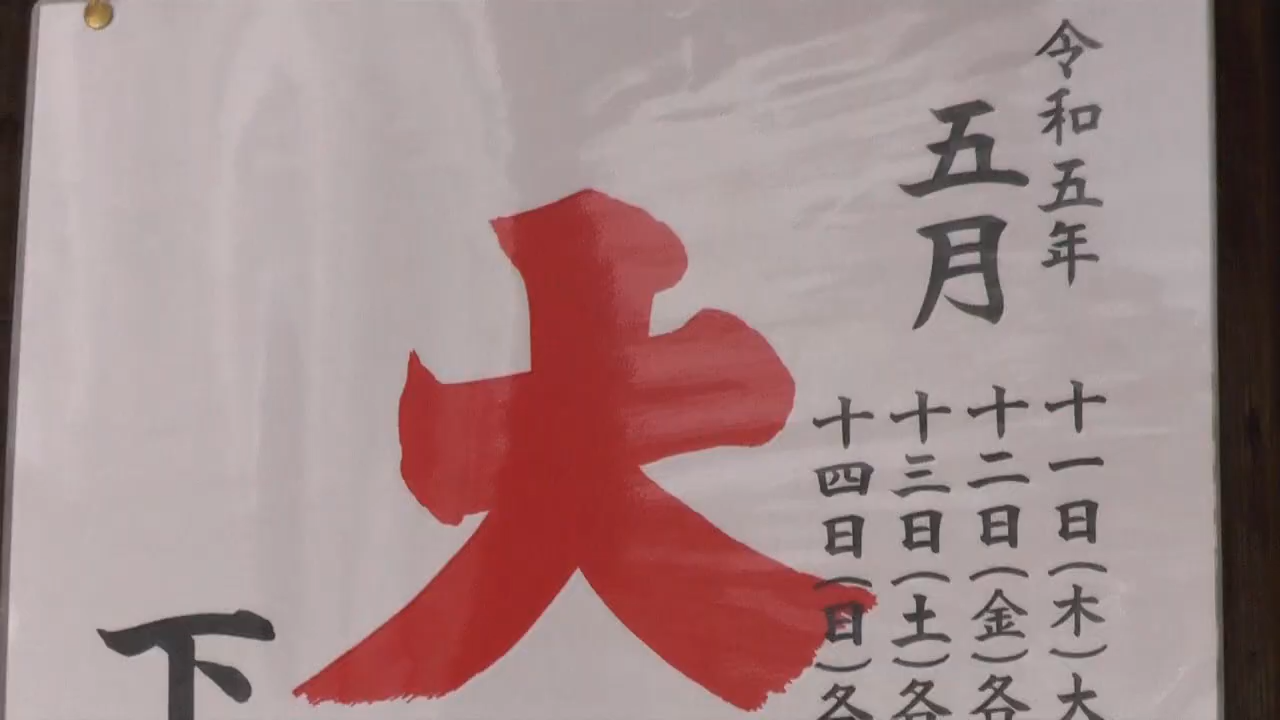 令和五年
五月
十一日(木)大
十二日(金)各
十三日(土)各
十四日(日)各
大
下